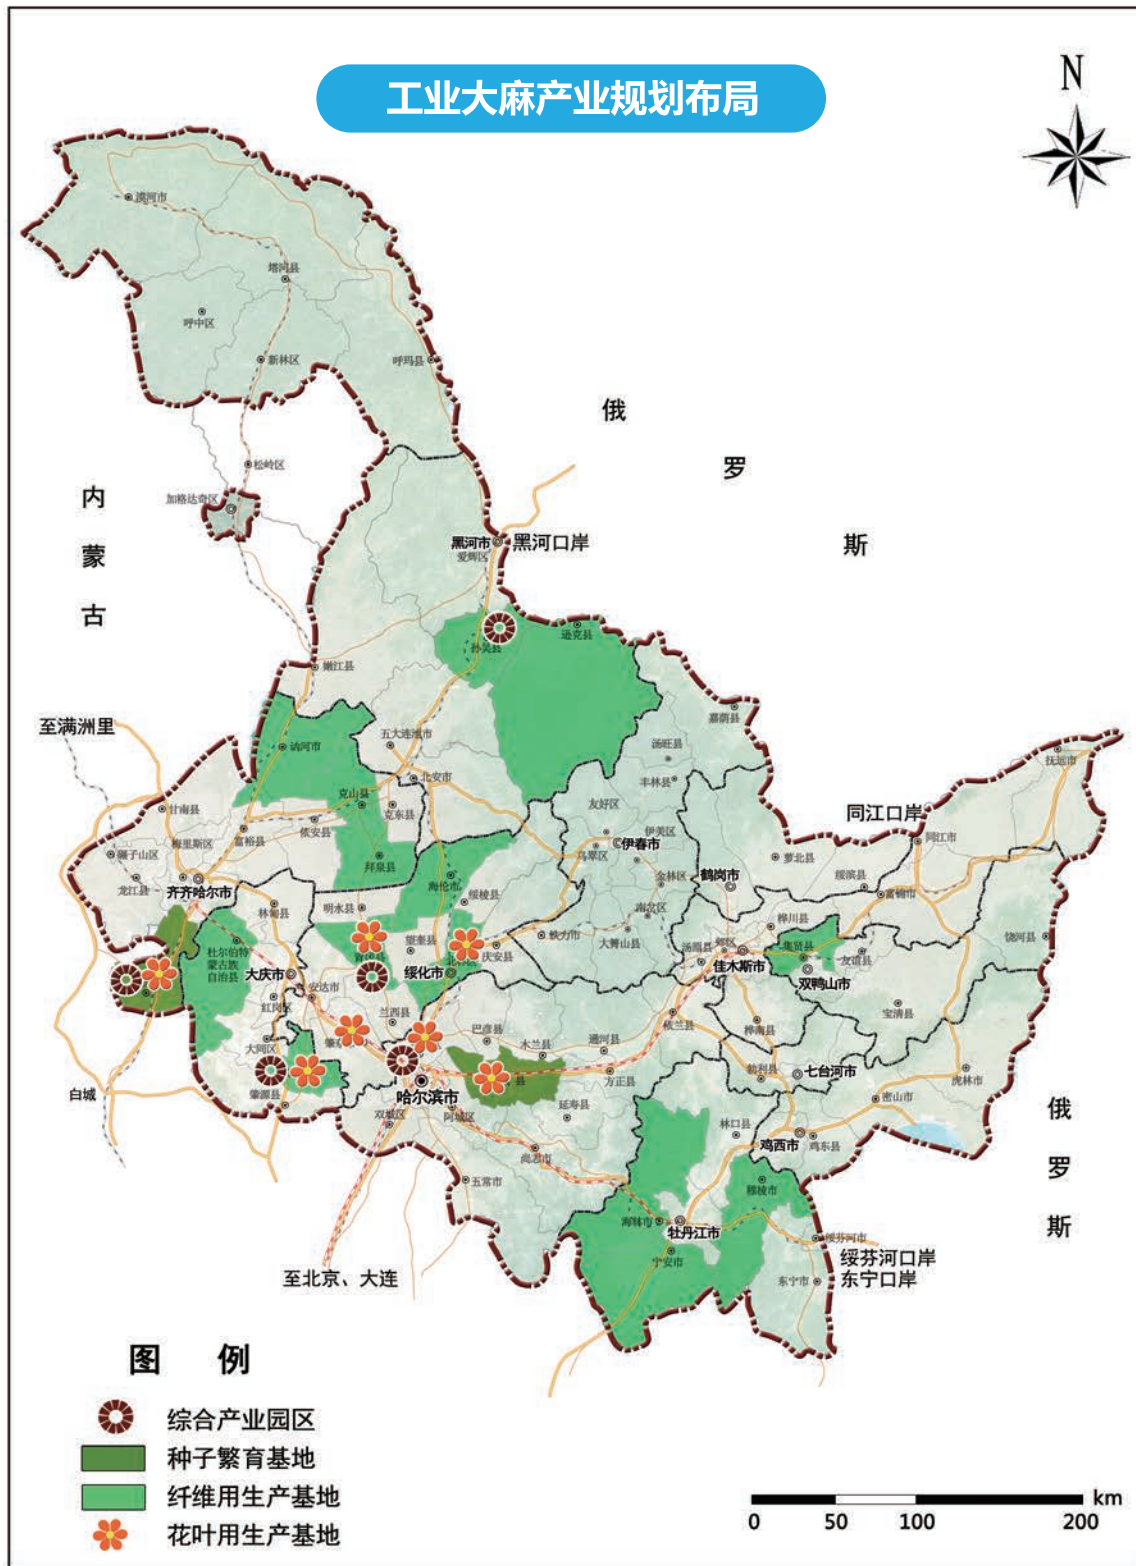 工业大麻产业规划布局
N
漠河市
塔河县
呼中区
新林区
呼玛县
俄
罗
斯
松岭区
加格达奇区
内
蒙
古
黑河市
黑河口岸
爱辉区
孙吴县
逊克县
嫩江县
嘉荫县
至满洲里
讷河市
五大连池市
汤旺县
抚远市
北安市
丰林县
甘南县
克山县
克东县
友好区
同江口岸
依安县
富裕县
梅里斯区
伊美区
伊春市
同江市
碾子山区
乌翠区
拜泉县
萝北县
龙江县
齐齐哈尔市
海伦市
金林区
鹤岗市
绥滨县
富锦市
林甸县
明水县
绥棱县
南岔区
桦川县
饶河县
杜尔伯特
蒙古族
自治县
望奎县
庆安县
铁力市
大箐山县
汤原县
郊区
集贤县
友谊县
大庆市
绥化市
佳木斯市
双鸭山市
红岗区
安达市
兰西县
宝清县
大同区
巴彦县
木兰县
通河县
依兰县
桦南县
白城
肇源县
哈尔滨市
方正县
勃利县
七台河市
虎林市
双城区
阿城区
延寿县
密山市
林口县
鸡西市
鸡东县
俄
罗
斯
尚志市
五常市
穆棱市
海林市
牡丹江市
绥芬河市
宁安市
绥芬河口岸
东宁市
东宁口岸
至北京、大连
图 例
综合产业园区
种子繁育基地
纤维用生产基地
花叶用生产基地
km
0 50 100 200